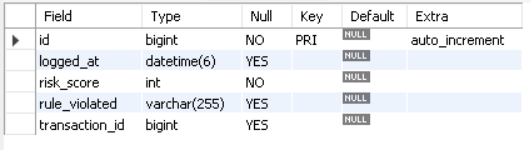 Field Type Null Key Default Extra
id bigint NO PRI NULL auto_increment
logged_at datetime(6) YES NULL
risk_score int NO NULL
rule_violated varchar(255) YES NULL
transaction_id bigint YES NULL